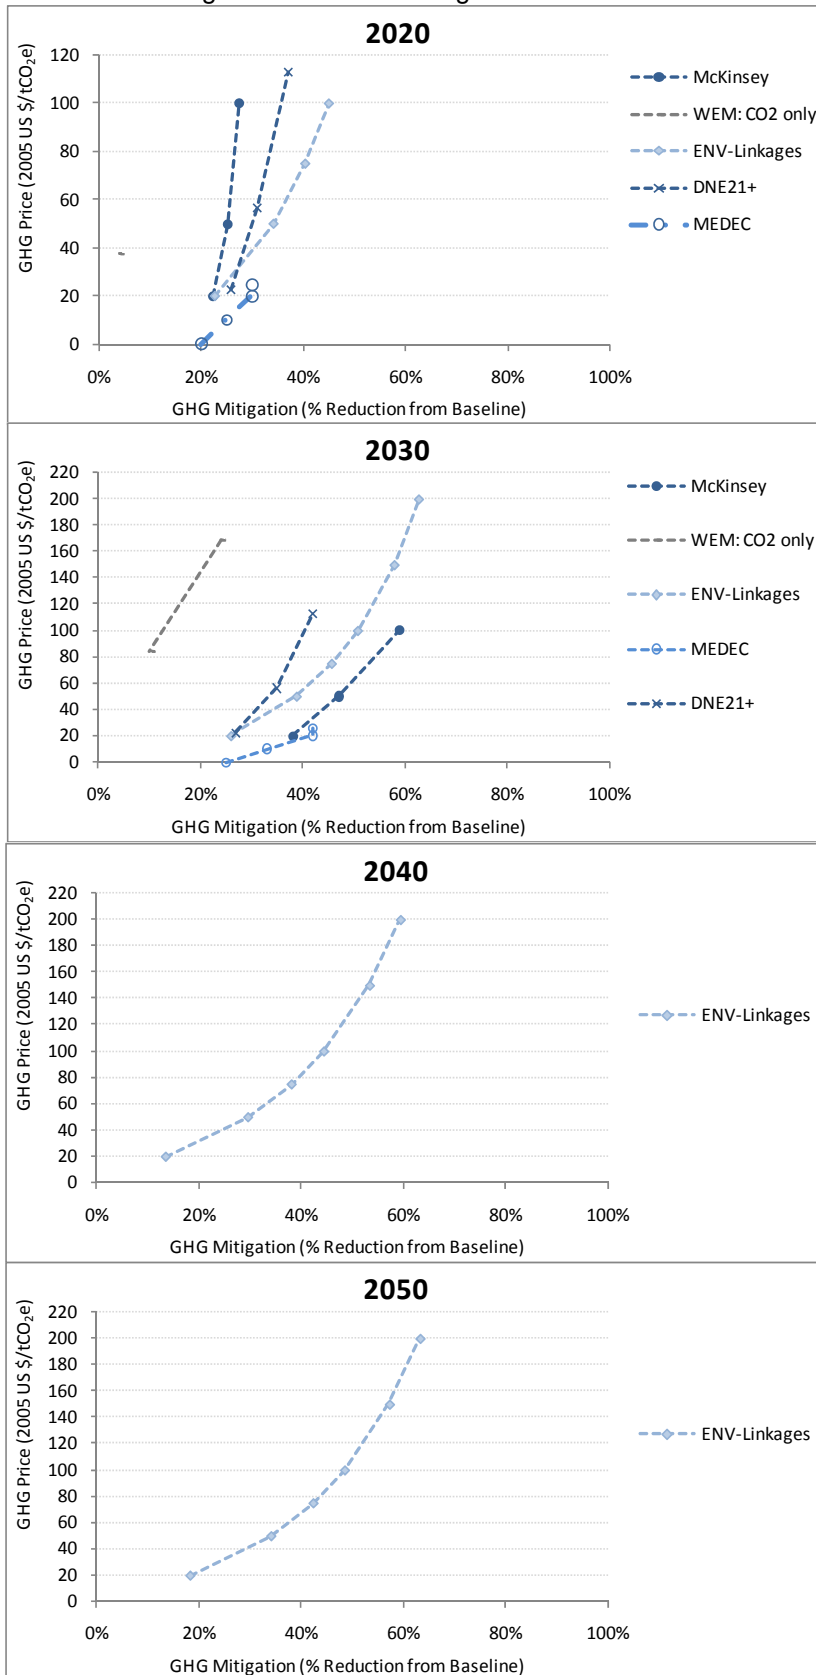 2020
GHG Price (2005 US $/tCO₂e)
120
100
80
60
40
20
0
0% 20% 40% 60% 80% 100%
GHG Mitigation (% Reduction from Baseline)
McKinsey
WEM: CO2 only
ENV-Linkages
DNE21+
MEDEC
2030
GHG Price (2005 US $/tCO₂e)
220
200
180
160
140
120
100
80
60
40
20
0
0% 20% 40% 60% 80% 100%
GHG Mitigation (% Reduction from Baseline)
McKinsey
WEM: CO2 only
ENV-Linkages
MEDEC
DNE21+
2040
GHG Price (2005 US $/tCO₂e)
220
200
180
160
140
120
100
80
60
40
20
0
0% 20% 40% 60% 80% 100%
GHG Mitigation (% Reduction from Baseline)
ENV-Linkages
2050
GHG Price (2005 US $/tCO₂e)
220
200
180
160
140
120
100
80
60
40
20
0
0% 20% 40% 60% 80% 100%
GHG Mitigation (% Reduction from Baseline)
ENV-Linkages